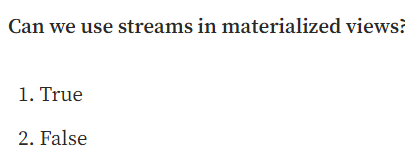 Can we use streams in materialized views?
1. True
2. False